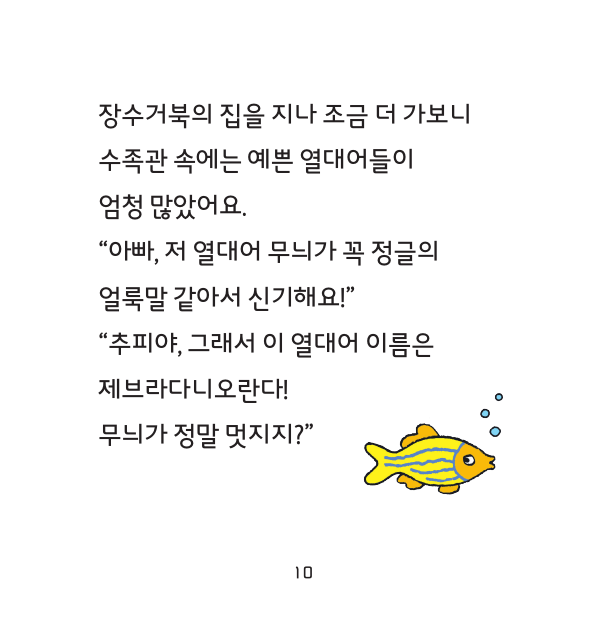 장수거북의 집을 지나 조금 더 가보니
수족관 속에는 예쁜 열대어들이
엄청 많았어요.
“아빠, 저 열대어 무늬가 꼭 정글의
얼룩말 같아서 신기해요!”
“추피야, 그래서 이 열대어 이름은
제브라다니오란다!
무늬가 정말 멋지지?”
10